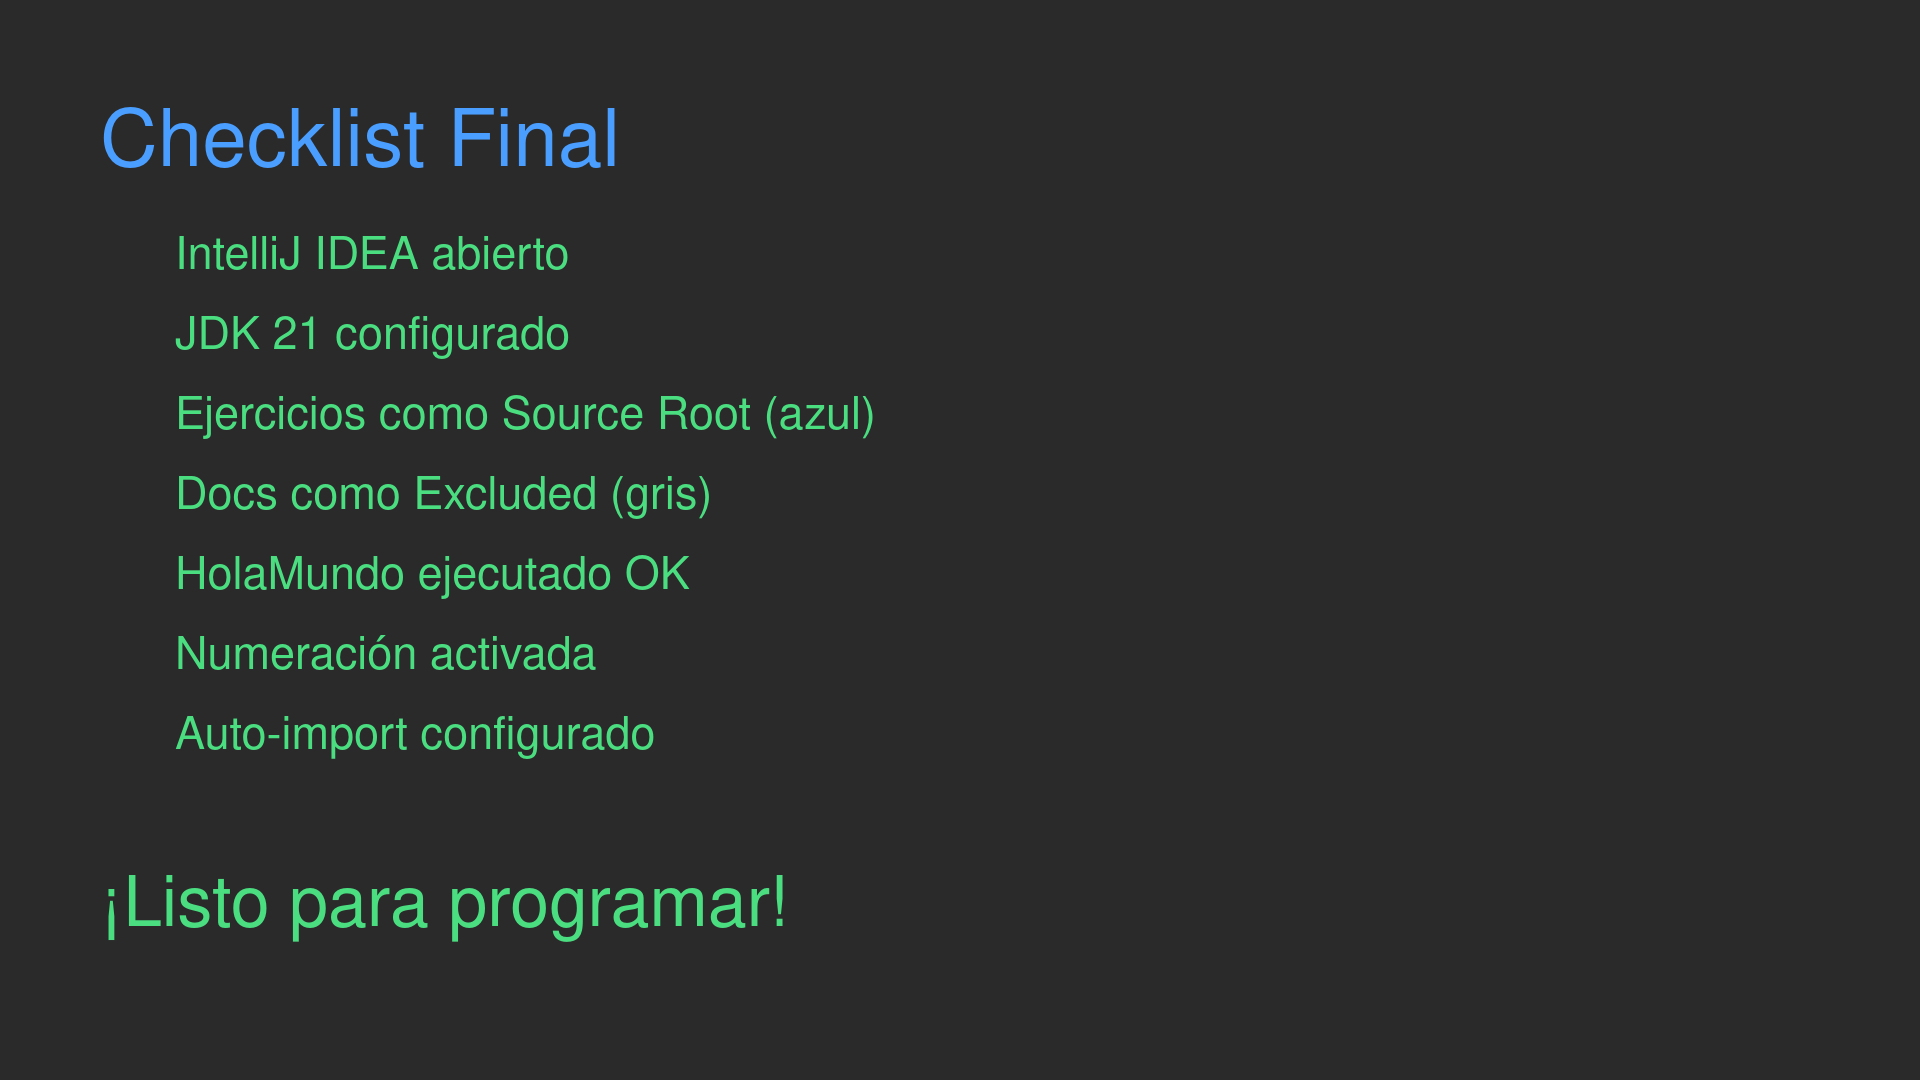 Checklist Final
IntelliJ IDEA abierto
JDK 21 configurado
Ejercicios como Source Root (azul)
Docs como Excluded (gris)
HolaMundo ejecutado OK
Numeración activada
Auto-import configurado
¡Listo para programar!